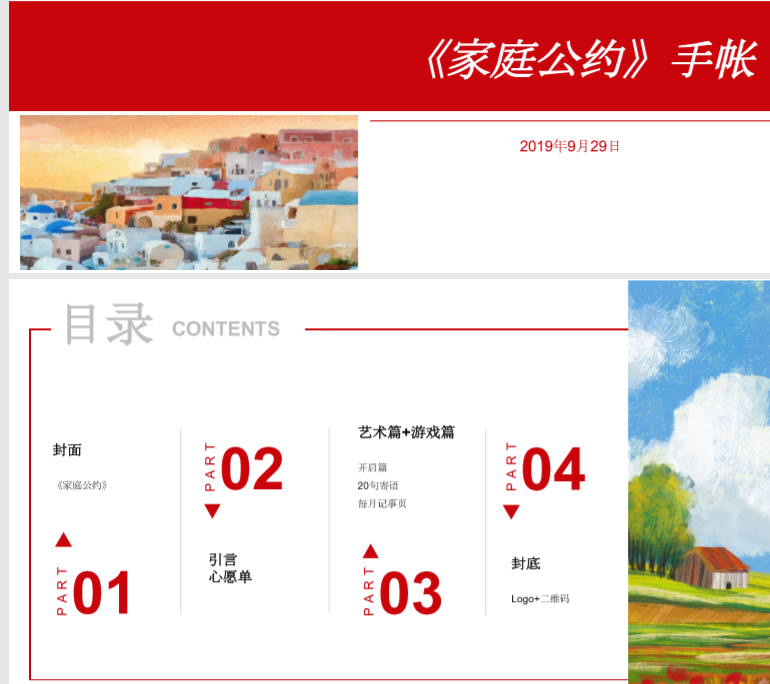 《家庭公约》手帐
2019年9月29日
目录 CONTENTS
封面
《家庭公约》
PART 01
PART 02
引言
心愿单
艺术篇+游戏篇
开启篇
20句寄语
每月记事页
PART 03
PART 04
封底
Logo+二维码